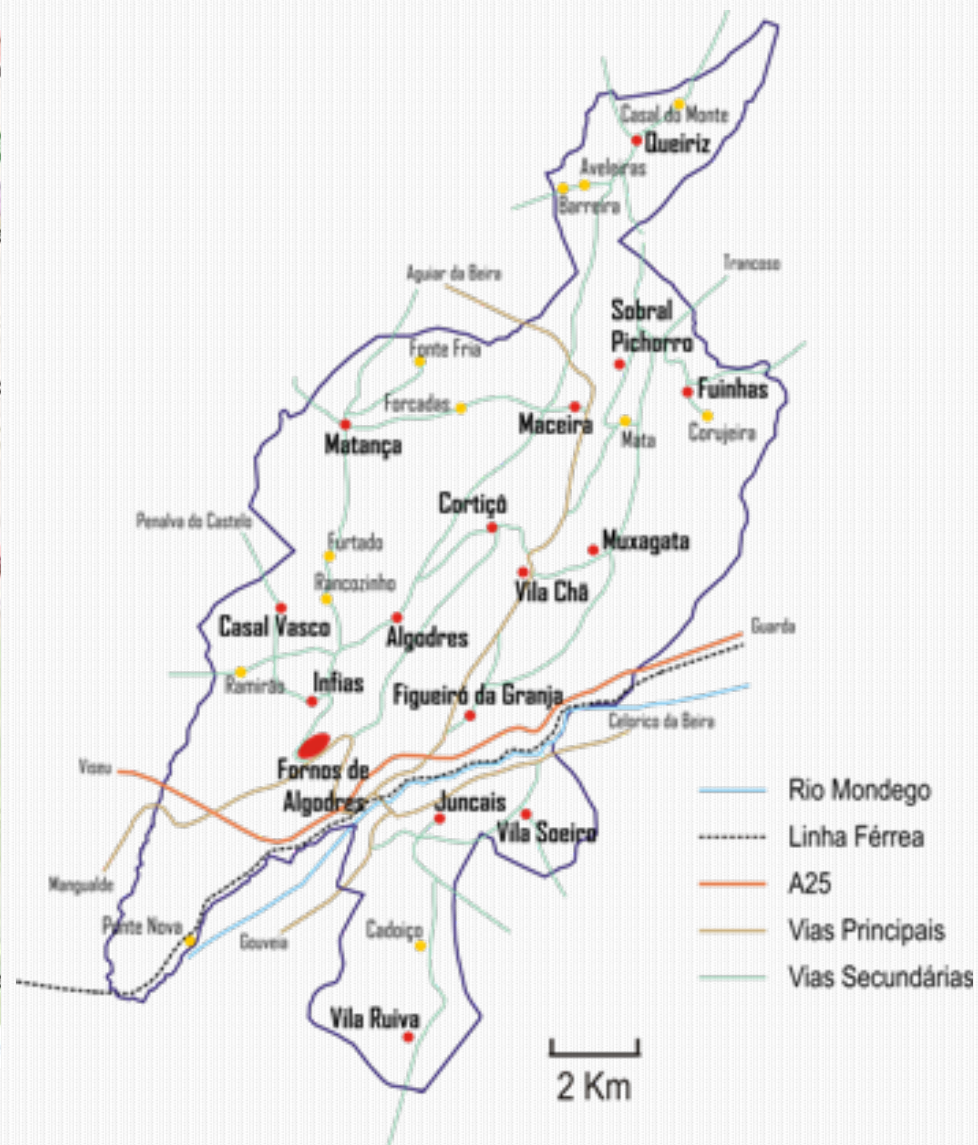 Casal do Monte
Queiriz
Aveleiras
Barreira
Trancoso
Aguiar da Beira
Sobral
Pichorro
Fonte Fria
Fuinhas
Forcadas
Maceira
Mata
Corujeira
Matança
Cortiçô
Penalva do Castelo
Furtado
Muxagata
Rancozinho
Vila Chã
Casal Vasco
Algodres
Guarda
Ramirão
Infias
Figueiró da Granja
Celorico da Beira
Viseu
Fornos de
Algodres
Juncais
Vila Soeiro
Mangualde
Ponte Nova
Gouveia
Cadoiço
Vila Ruiva
Rio Mondego
Linha Férrea
A25
Vias Principais
Vias Secundárias
2 Km